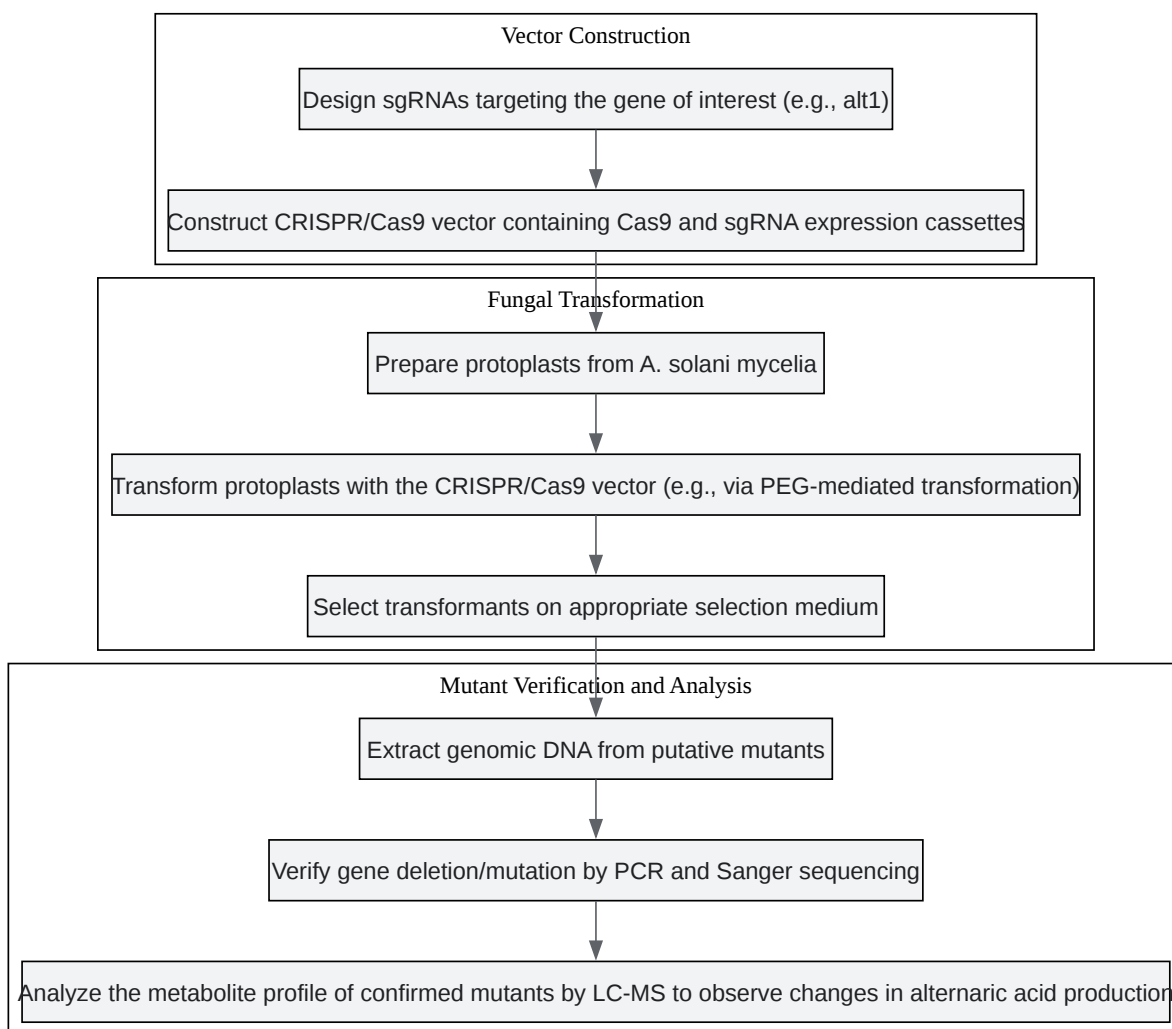 Vector Construction
Design sgRNAs targeting the gene of interest (e.g., alt1)
Construct CRISPR/Cas9 vector containing Cas9 and sgRNA expression cassettes
Fungal Transformation
Prepare protoplasts from A. solani mycelia
Transform protoplasts with the CRISPR/Cas9 vector (e.g., via PEG-mediated transformation)
Select transformants on appropriate selection medium
Mutant Verification and Analysis
Extract genomic DNA from putative mutants
Verify gene deletion/mutation by PCR and Sanger sequencing
Analyze the metabolite profile of confirmed mutants by LC-MS to observe changes in alternaric acid production